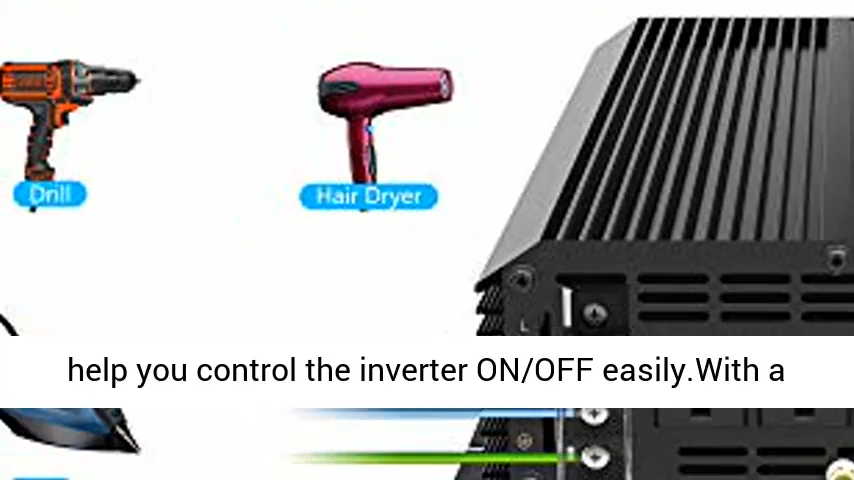 Drill
Hair Dryer
L
help you control the inverter ON/OFF easily.With a